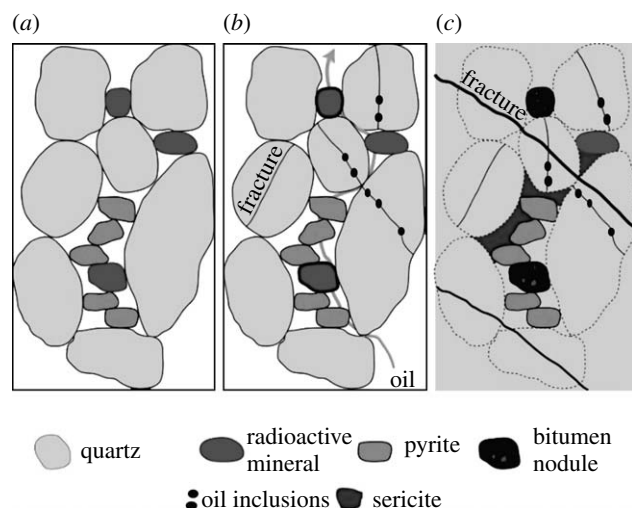 (a) (b) (c)
fracture
fracture
oil
quartz
radioactive
mineral
pyrite
bitumen
nodule
oil inclusions
sericite